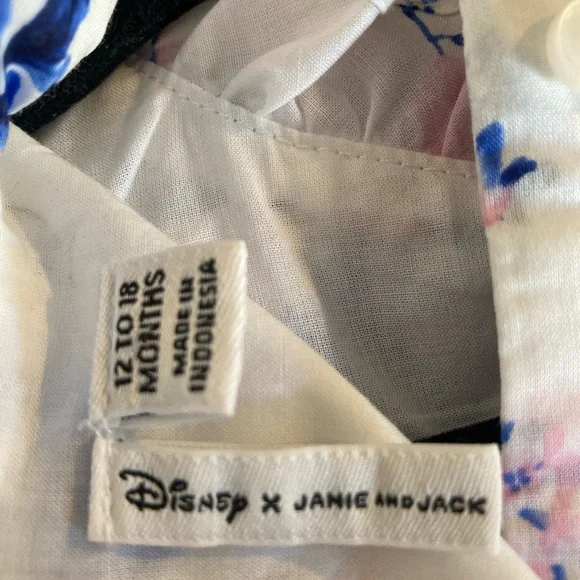 12 TO 18
MONTHS
MADE IN
INDONESIA
Disney X JANIE AND JACK